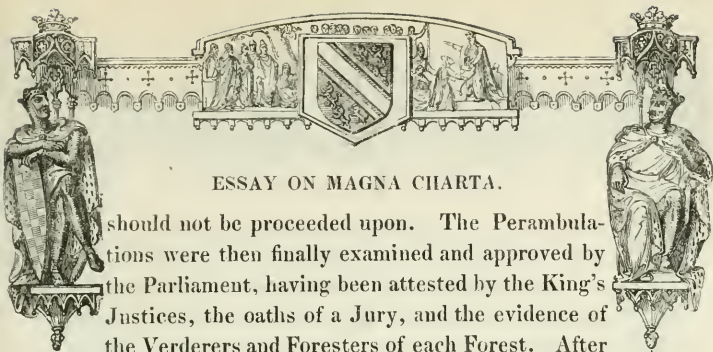 ESSAY ON MAGNA CHARTA.
should not be proceeded upon. The Perambula-
tions were then finally examined and approved by
the Parliament, having been attested by the King's
Justices, the oaths of a Jury, and the evidence of
the Verderers and Foresters of each Forest. After